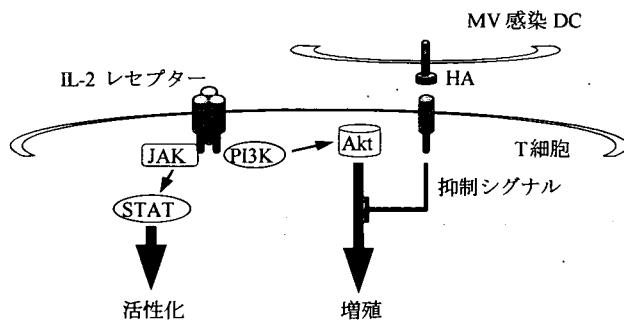 MV 感染 DC
HA
IL-2 レセプター
JAK
PI3K
Akt
T細胞
STAT
抑制シグナル
活性化
増殖